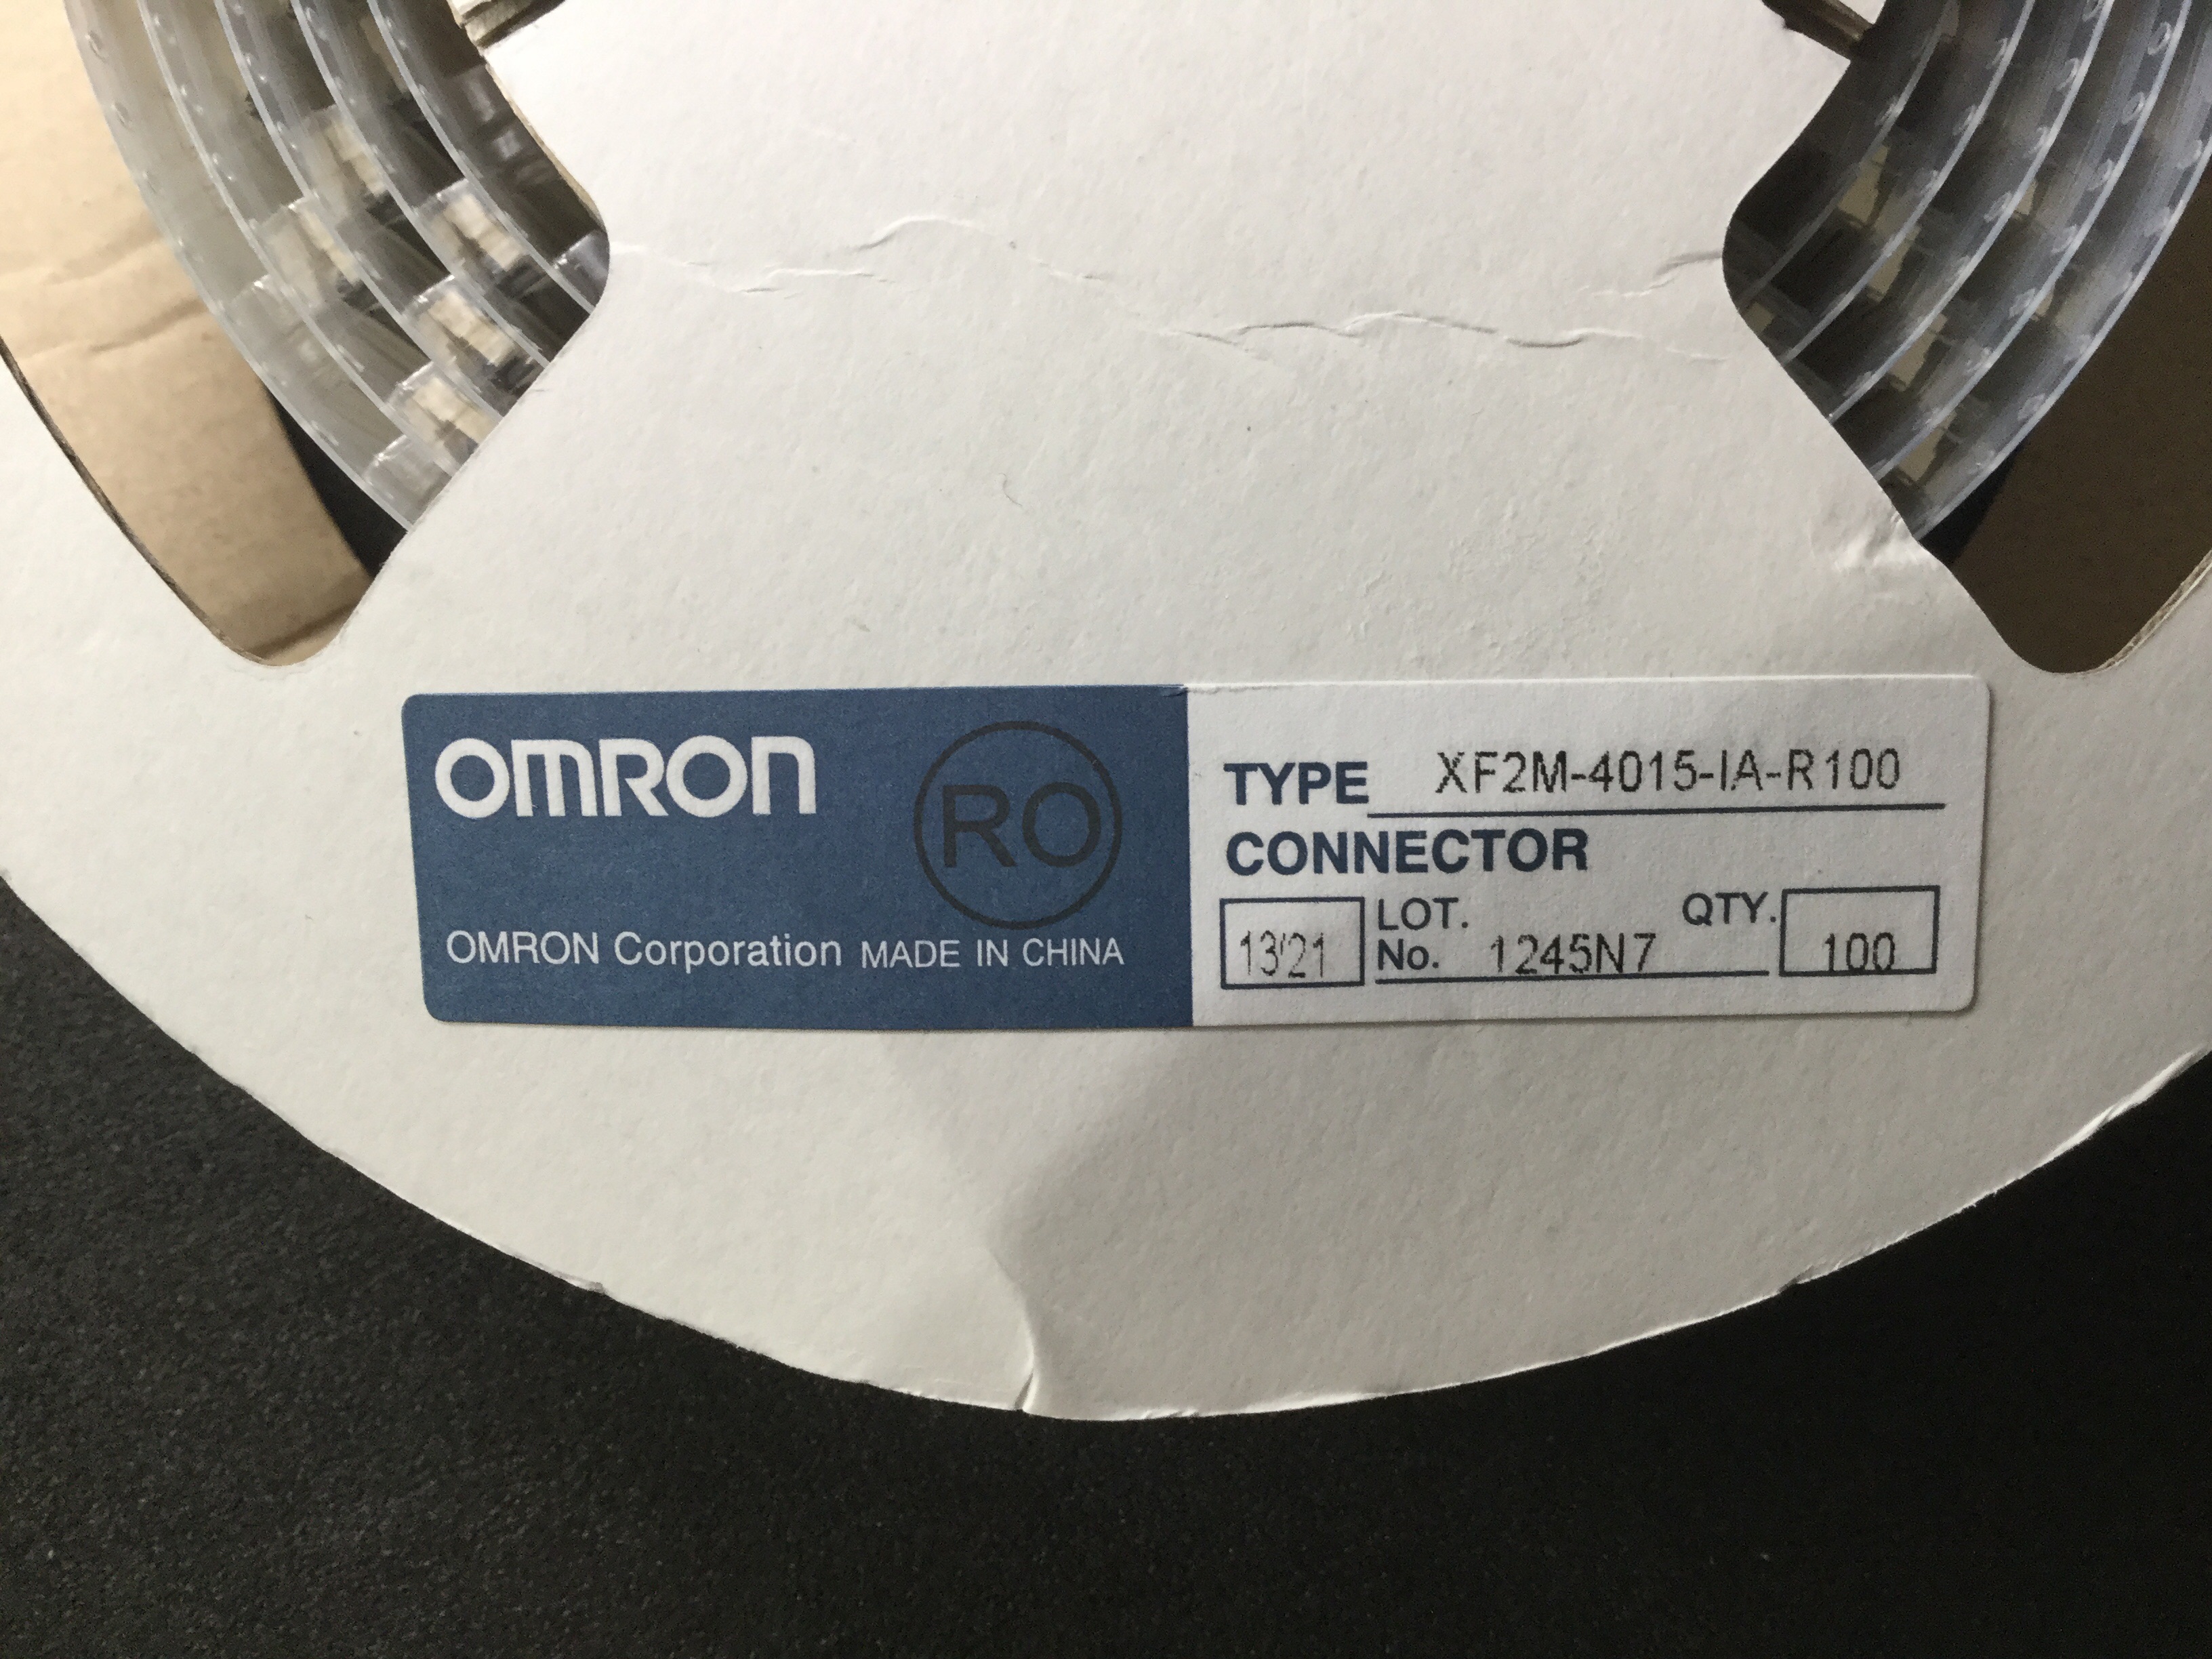 OMRON
RO
OMRON Corporation MADE IN CHINA
TYPE XF2M-4015-IA-R100
CONNECTOR
13'21
LOT. No. 1245N7
QTY. 100